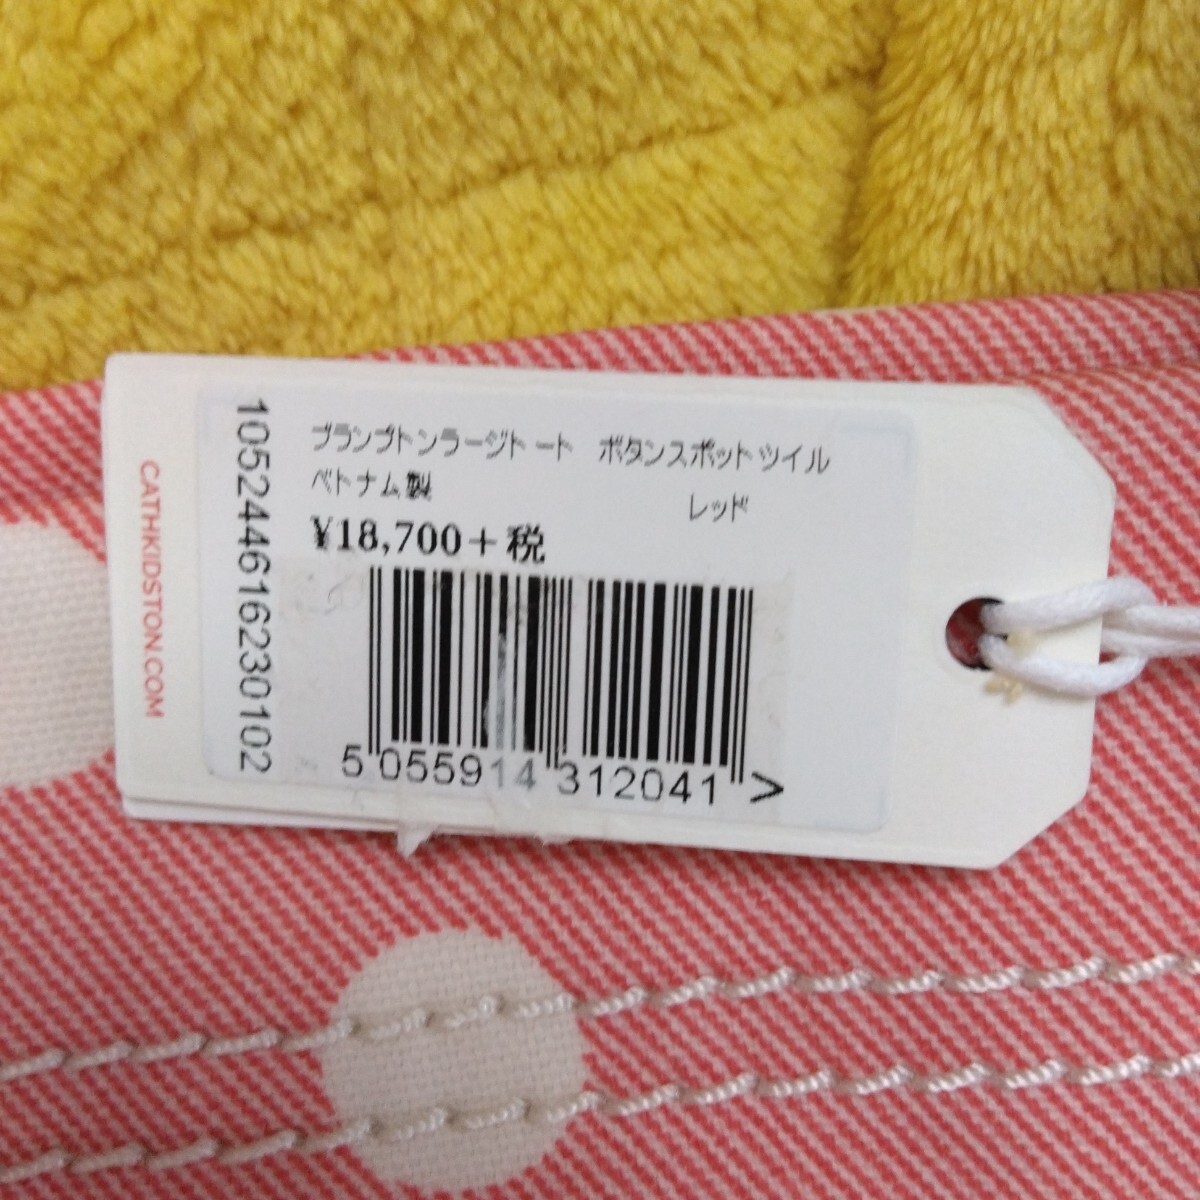 ブランプトンラージトート ボタンスポットツイル
ベトナム製 レッド
¥18,700+税
5 055914 312041 >
105244616230102
CATHKIDSTON.COM